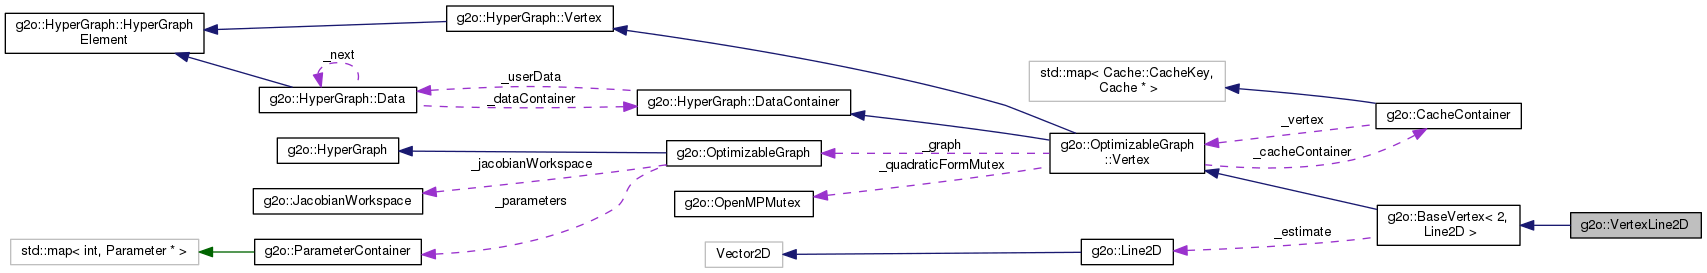 g2o::HyperGraph::HyperGraph
Element
g2o::HyperGraph::Vertex
_next
g2o::HyperGraph::Data
_userData
_dataContainer
g2o::HyperGraph::DataContainer
std::map< Cache::CacheKey,
Cache * >
g2o::CacheContainer
_vertex
_cacheContainer
g2o::HyperGraph
g2o::OptimizableGraph
_graph
_quadraticFormMutex
g2o::OptimizableGraph
::Vertex
_jacobianWorkspace
g2o::JacobianWorkspace
_parameters
g2o::OpenMPMutex
g2o::BaseVertex< 2,
Line2D >
g2o::VertexLine2D
std::map< int, Parameter * >
g2o::ParameterContainer
Vector2D
g2o::Line2D
_estimate